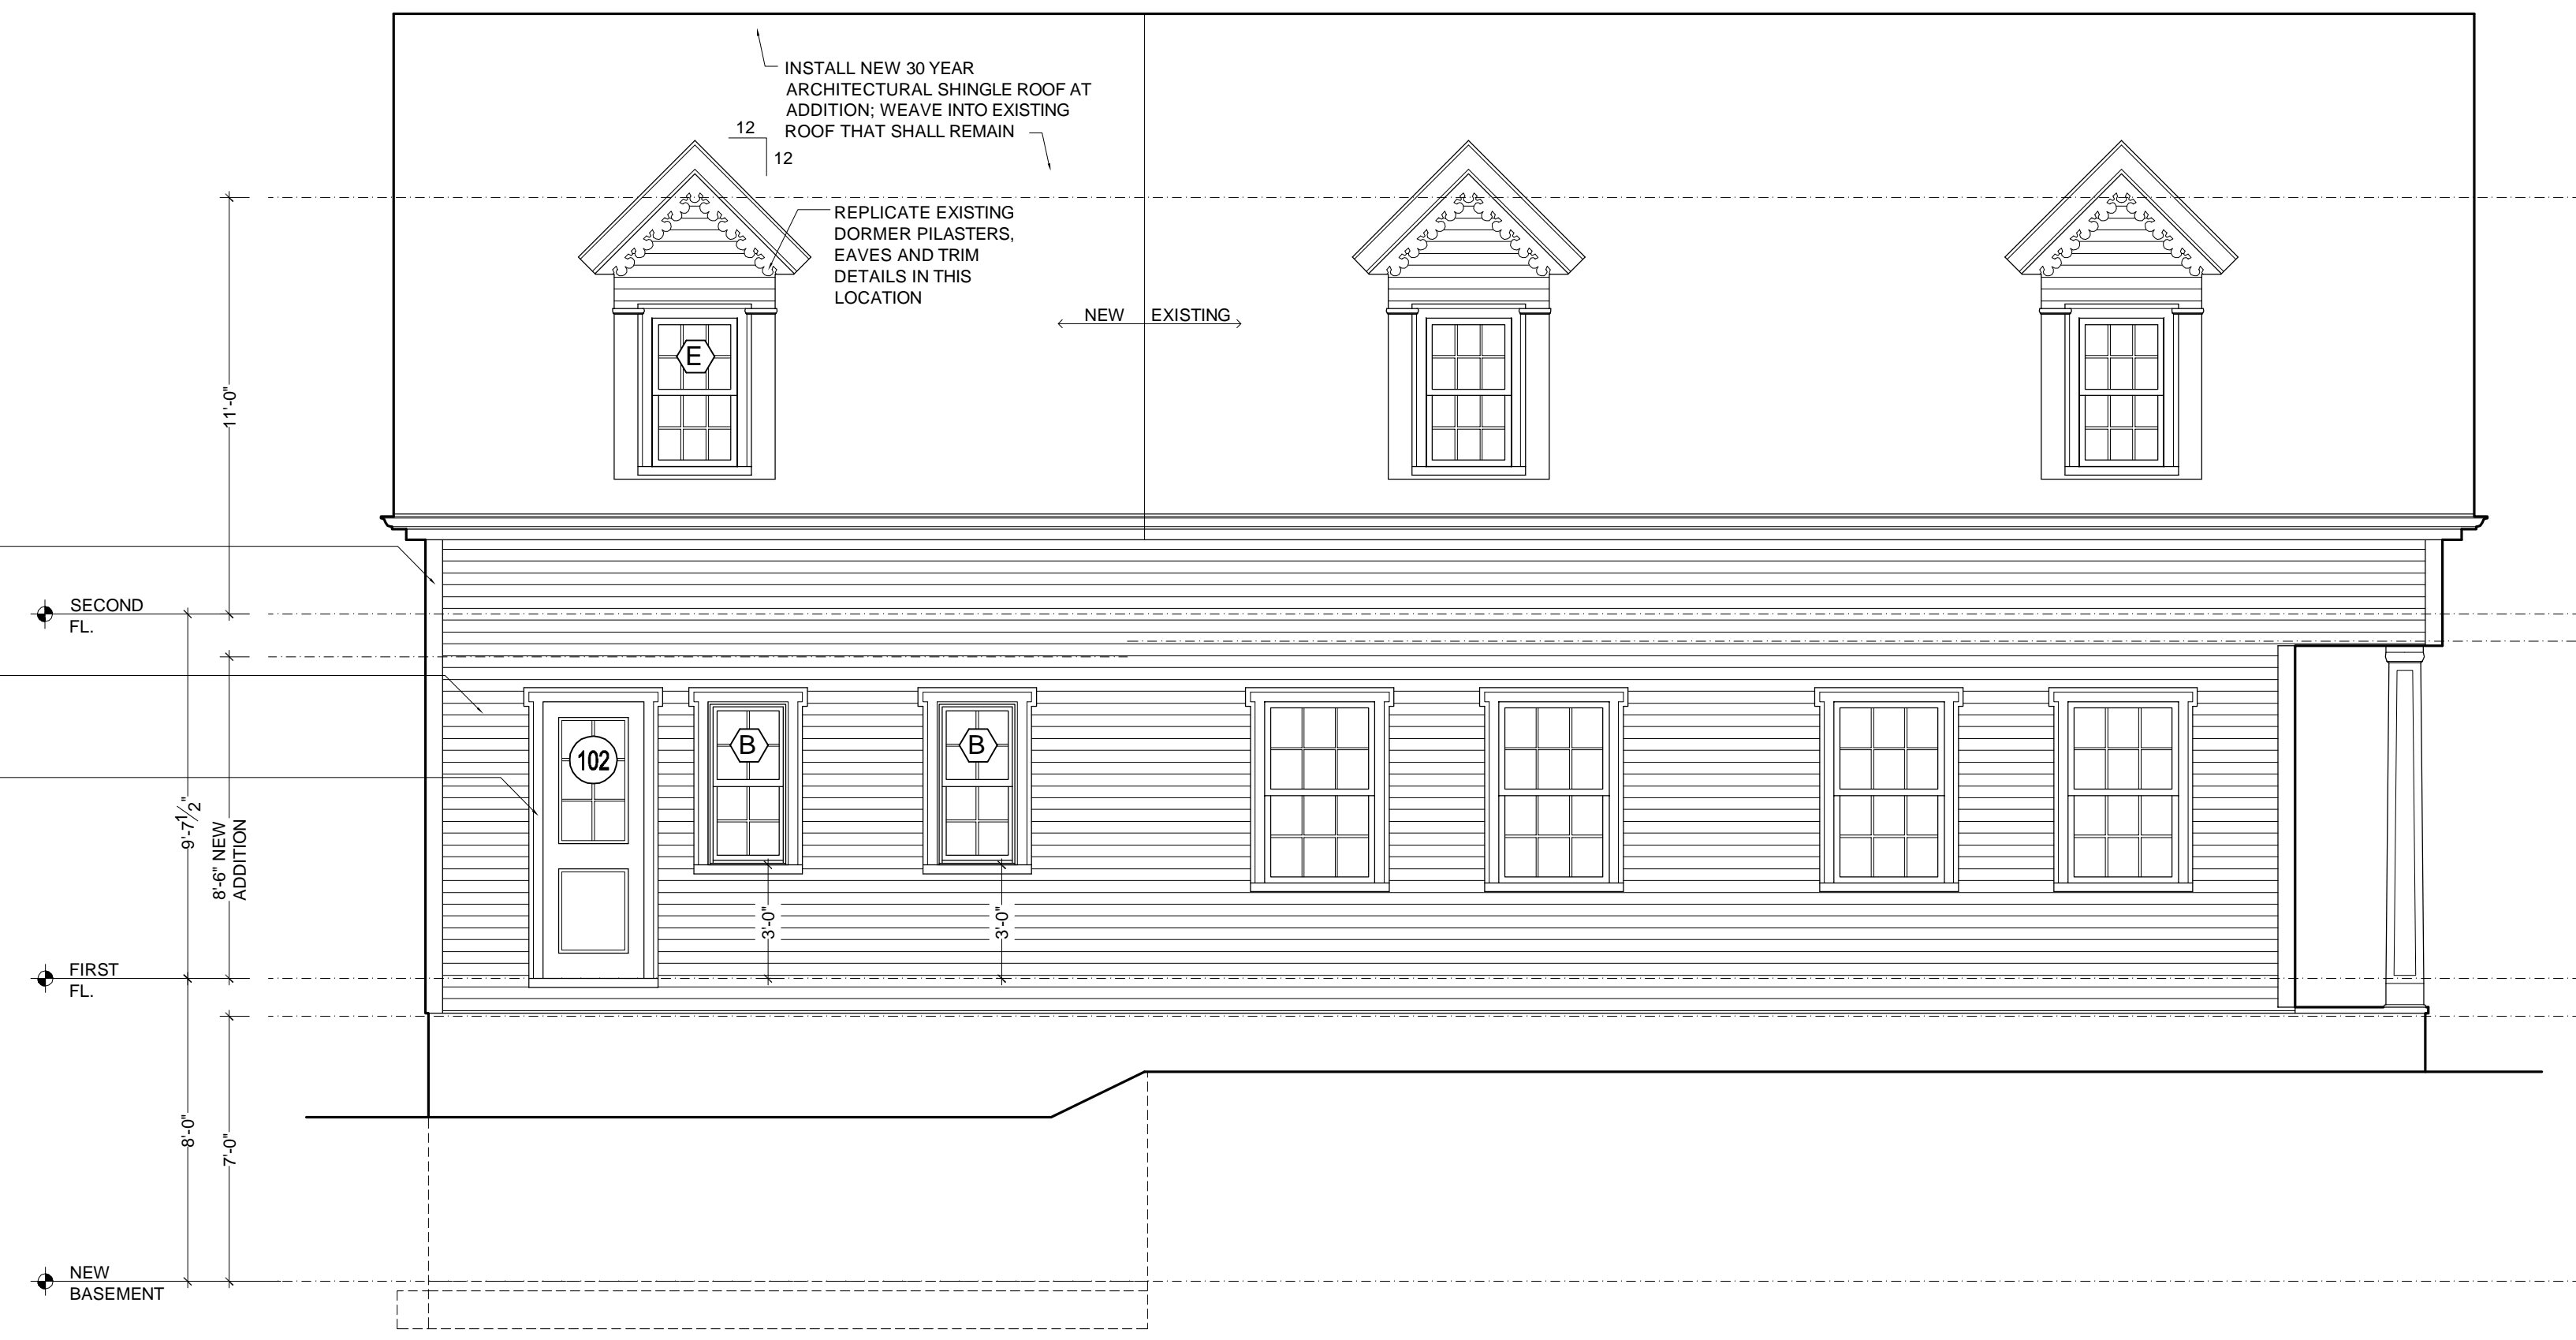 INSTALL NEW 30 YEAR
ARCHITECTURAL SHINGLE ROOF AT
ADDITION; WEAVE INTO EXISTING
ROOF THAT SHALL REMAIN
12
12
REPLICATE EXISTING
DORMER PILASTERS,
EAVES AND TRIM
DETAILS IN THIS
LOCATION
NEW
EXISTING
E
11'-0"
SECOND
FL.
102
B
B
9'-7 1/2"
8'-6" NEW
ADDITION
3'-0"
3'-0"
FIRST
FL.
8'-0"
7'-0"
NEW
BASEMENT